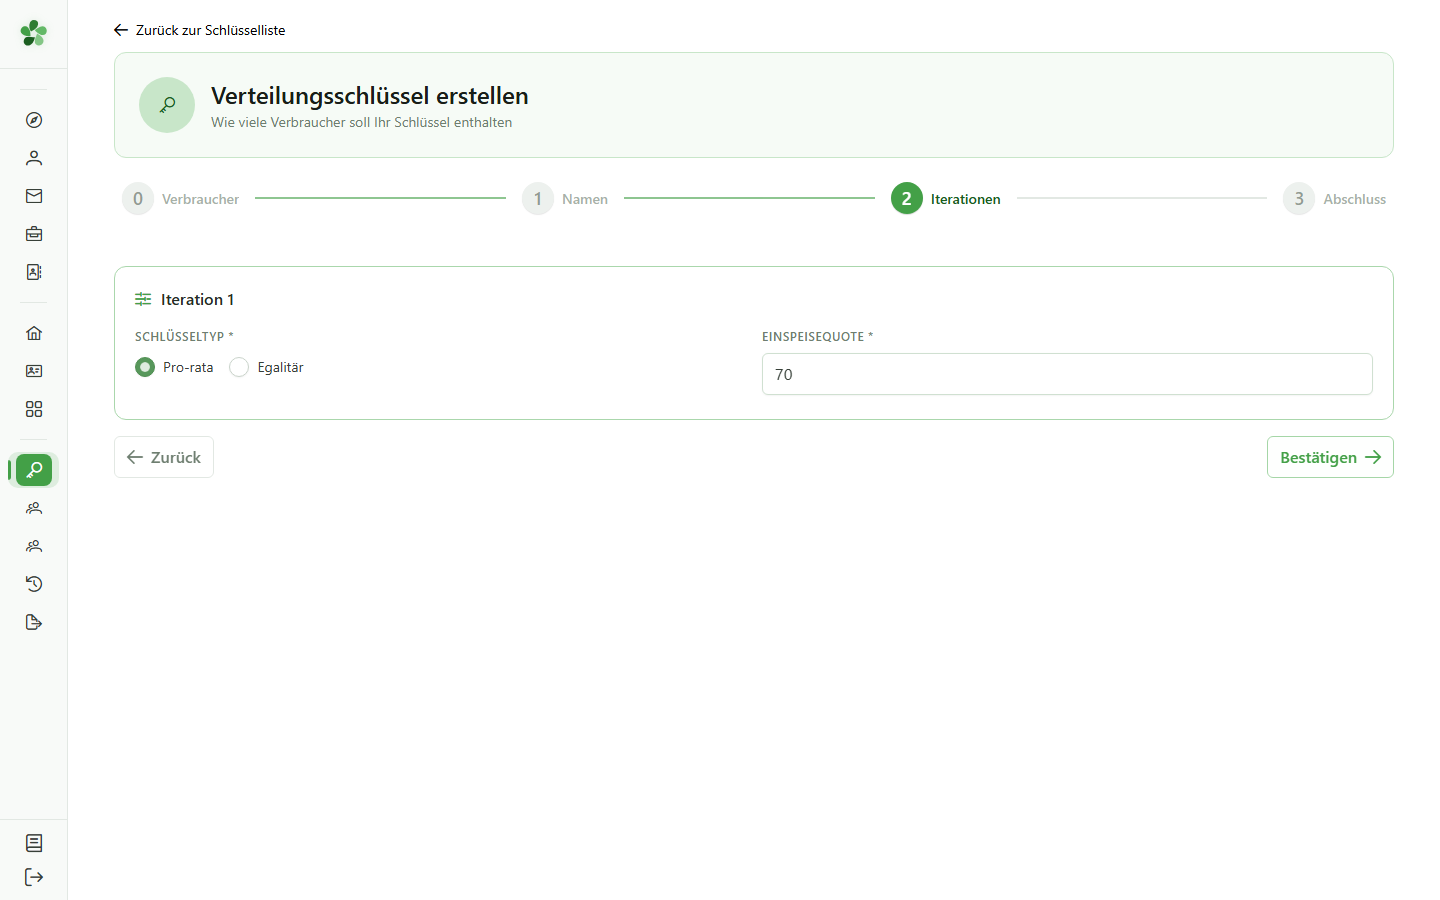 Zurück zur Schlüsselliste
Verteilungsschlüssel erstellen
Wie viele Verbraucher soll Ihr Schlüssel enthalten
0 Verbraucher
1 Namen
2 Iterationen
3 Abschluss
Iteration 1
SCHLÜSSELTYP *
Pro-rata
Egalitär
EINSPEISEQUOTE *
70
Zurück
Bestätigen